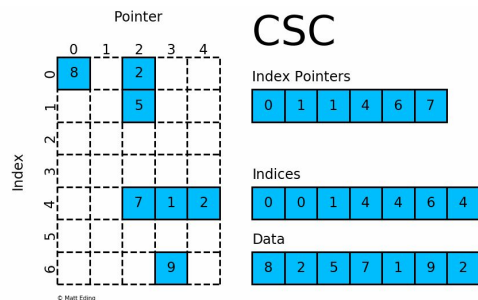 Pointer
0 1 2 3 4
Index
0 8 2
1 5
2
3
4 7 1 2
5
6 9
© Matt Eding
CSC
Index Pointers
0 1 1 4 6 7
Indices
0 0 1 4 4 6 4
Data
8 2 5 7 1 9 2